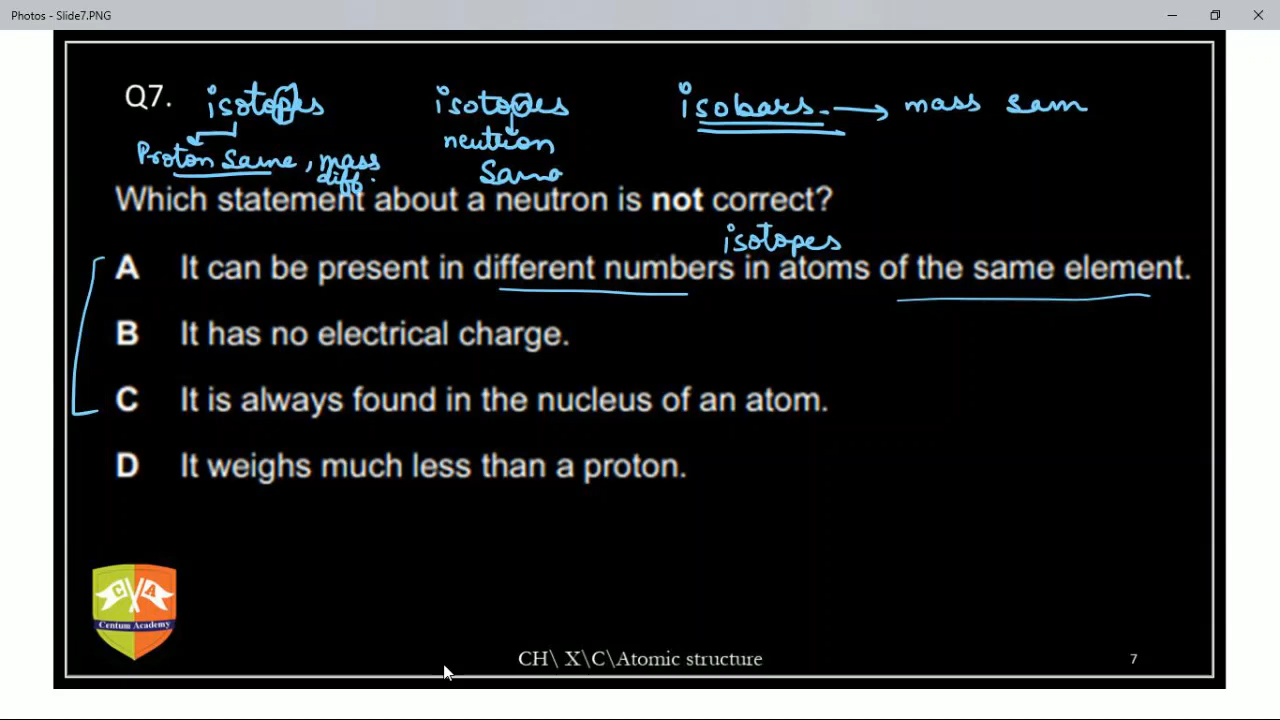 Photos - Slide7.PNG
Q7. isotopes isotones isobars → mass sam
Proton Same, mass diff.
neutron Same
Which statement about a neutron is not correct?
isotopes
A It can be present in different numbers in atoms of the same element.
B It has no electrical charge.
C It is always found in the nucleus of an atom.
D It weighs much less than a proton.
C A
Centum Academy
CH\ X\C\Atomic structure
7